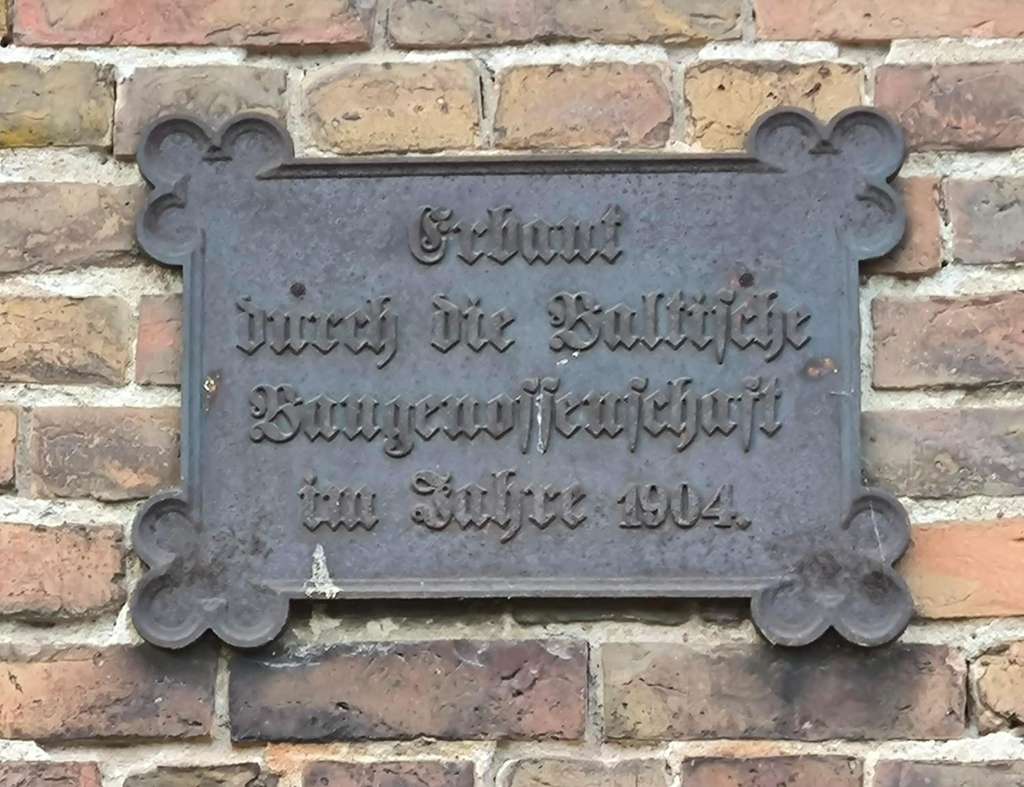 Erbaut
durch die Baltische
Baugenossenschaft
im Jahre 1904.